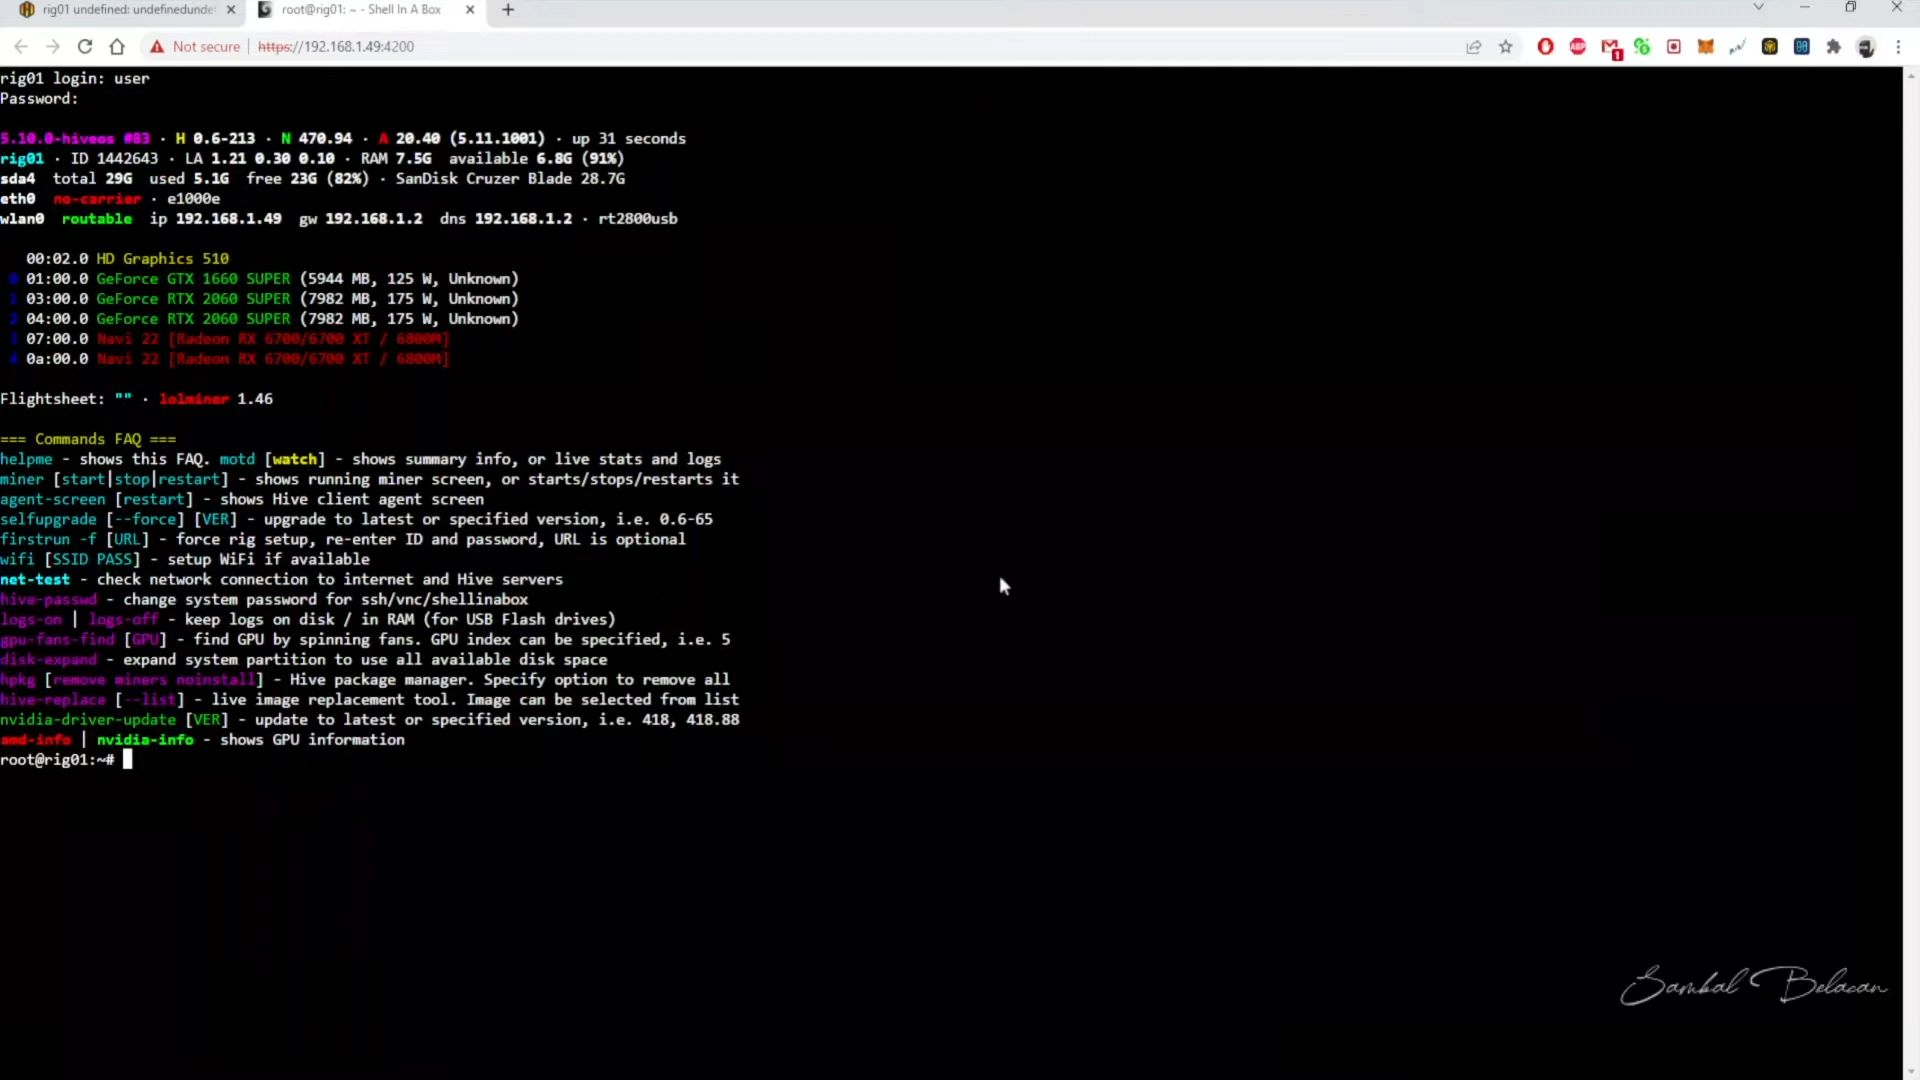 rig01 undefined: undefinedunde
root@rig01: ~ - Shell In A Box
Not secure
https://192.168.1.49:4200
rig01 login: user
Password:
5.10.0-hiveos #83 · H 0.6-213 · N 470.94 · A 20.40 (5.11.1001) · up 31 seconds
rig01 · ID 1442643 · LA 1.21 0.30 0.10 · RAM 7.5G available 6.8G (91%)
sda4 total 29G used 5.1G free 23G (82%) · SanDisk Cruzer Blade 28.7G
eth0 no-carrier · e1000e
wlan0 routable ip 192.168.1.49 gw 192.168.1.2 dns 192.168.1.2 · rt2800usb
00:02.0 HD Graphics 510
0 01:00.0 GeForce GTX 1660 SUPER (5944 MB, 125 W, Unknown)
1 03:00.0 GeForce RTX 2060 SUPER (7982 MB, 175 W, Unknown)
2 04:00.0 GeForce RTX 2060 SUPER (7982 MB, 175 W, Unknown)
3 07:00.0 Navi 22 [Radeon RX 6700/6700 XT / 6800M]
4 0a:00.0 Navi 22 [Radeon RX 6700/6700 XT / 6800M]
Flightsheet: "" · lolminer 1.46
=== Commands FAQ ===
helpme - shows this FAQ. motd [watch] - shows summary info, or live stats and logs
miner [start|stop|restart] - shows running miner screen, or starts/stops/restarts it
agent-screen [restart] - shows Hive client agent screen
selfupgrade [--force] [VER] - upgrade to latest or specified version, i.e. 0.6-65
firstrun -f [URL] - force rig setup, re-enter ID and password, URL is optional
wifi [SSID PASS] - setup WiFi if available
net-test - check network connection to internet and Hive servers
hive-passwd - change system password for ssh/vnc/shellinabox
logs-on | logs-off - keep logs on disk / in RAM (for USB Flash drives)
gpu-fans-find [GPU] - find GPU by spinning fans. GPU index can be specified, i.e. 5
disk-expand - expand system partition to use all available disk space
hpkg [remove miners noinstall] - Hive package manager. Specify option to remove all
hive-replace [--list] - live image replacement tool. Image can be selected from list
nvidia-driver-update [VER] - update to latest or specified version, i.e. 418, 418.88
amd-info | nvidia-info - shows GPU information
root@rig01:~#
Sambal Belacan